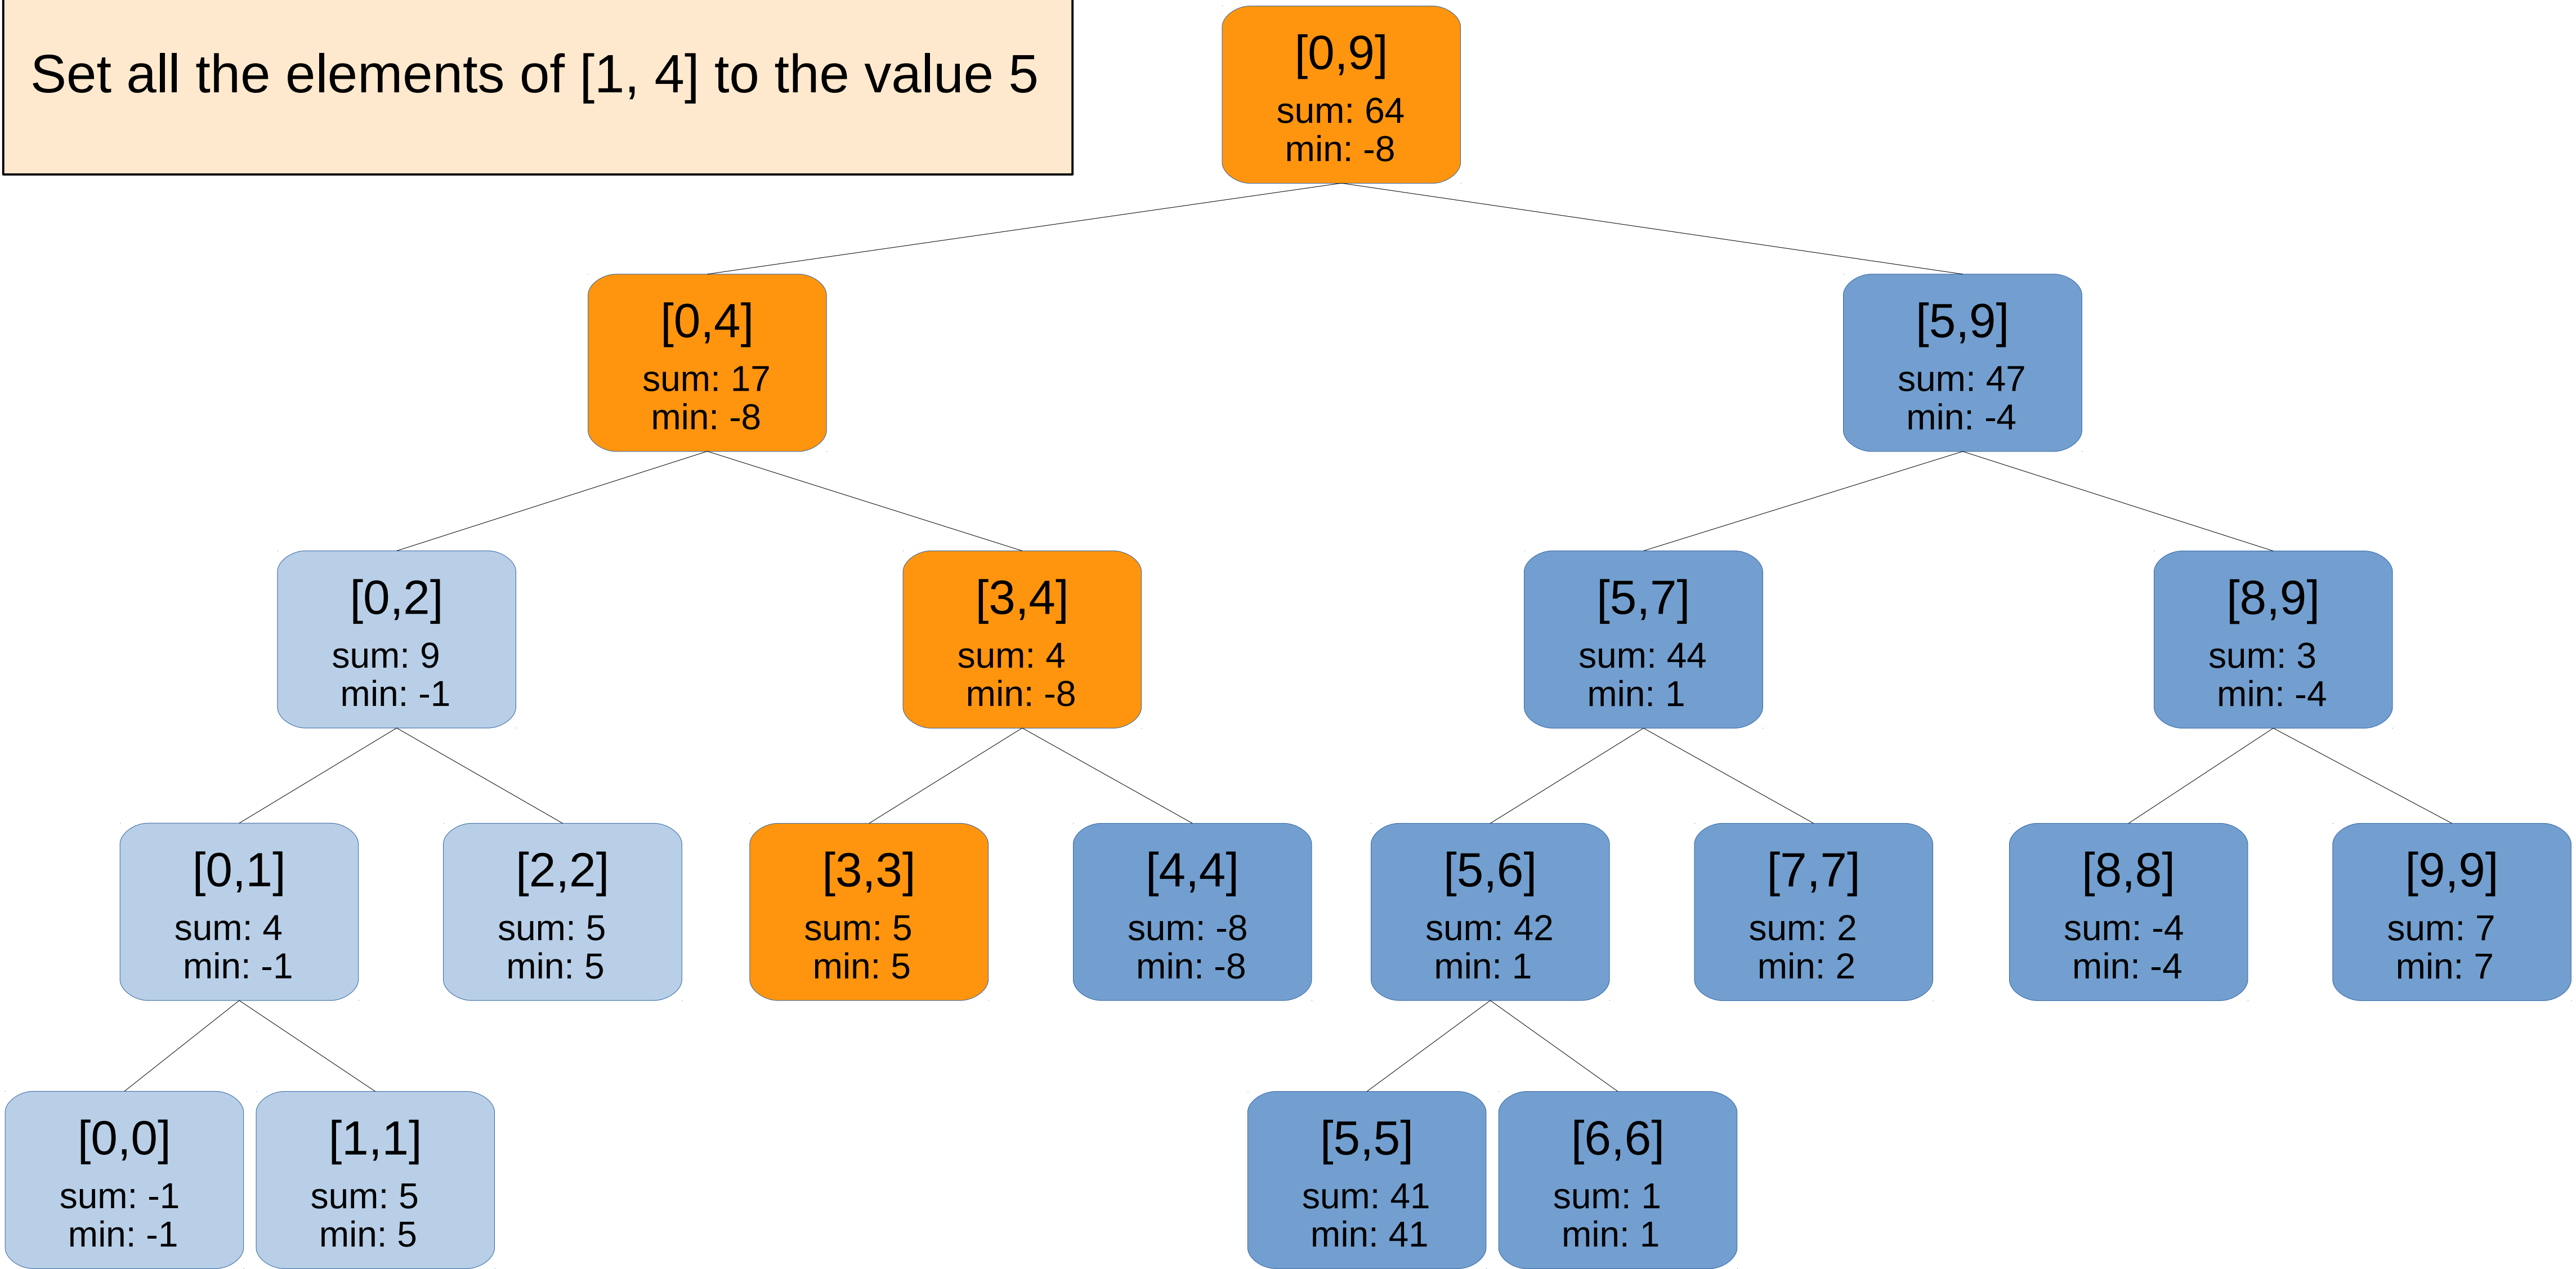 Set all the elements of [1, 4] to the value 5
[0,9]
sum: 64
min: -8
[0,4]
sum: 17
min: -8
[5,9]
sum: 47
min: -4
[0,2]
sum: 9
min: -1
[3,4]
sum: 4
min: -8
[5,7]
sum: 44
min: 1
[8,9]
sum: 3
min: -4
[0,1]
sum: 4
min: -1
[2,2]
sum: 5
min: 5
[3,3]
sum: 5
min: 5
[4,4]
sum: -8
min: -8
[5,6]
sum: 42
min: 1
[7,7]
sum: 2
min: 2
[8,8]
sum: -4
min: -4
[9,9]
sum: 7
min: 7
[0,0]
sum: -1
min: -1
[1,1]
sum: 5
min: 5
[5,5]
sum: 41
min: 41
[6,6]
sum: 1
min: 1